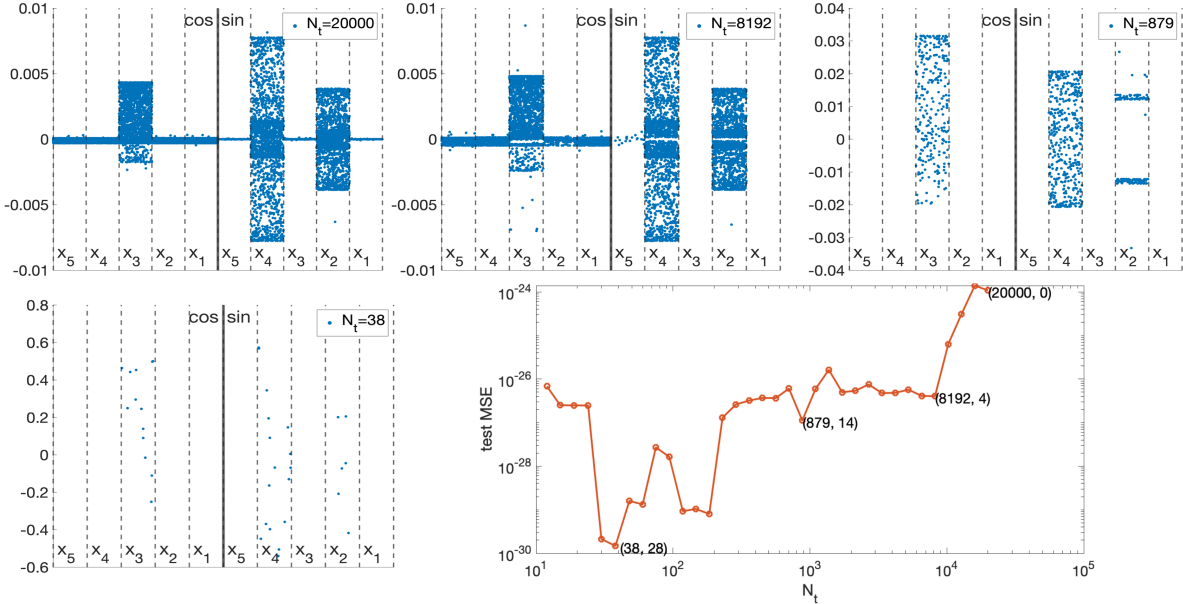 cos sin
N_t=20000
0.01
0.005
0
-0.005
-0.01
x_5 x_4 x_3 x_2 x_1 x_5 x_4 x_3 x_2 x_1
cos sin
N_t=8192
0.01
0.005
0
-0.005
-0.01
x_5 x_4 x_3 x_2 x_1 x_5 x_4 x_3 x_2 x_1
cos sin
N_t=879
0.04
0.03
0.02
0.01
0
-0.01
-0.02
-0.03
-0.04
x_5 x_4 x_3 x_2 x_1 x_5 x_4 x_3 x_2 x_1
cos sin
N_t=38
0.8
0.6
0.4
0.2
0
-0.2
-0.4
-0.6
x_5 x_4 x_3 x_2 x_1 x_5 x_4 x_3 x_2 x_1
test MSE
10^-24
10^-26
10^-28
10^-30
(20000, 0)
(8192, 4)
(879, 14)
(38, 28)
10^1 10^2 10^3 10^4 10^5
N_t